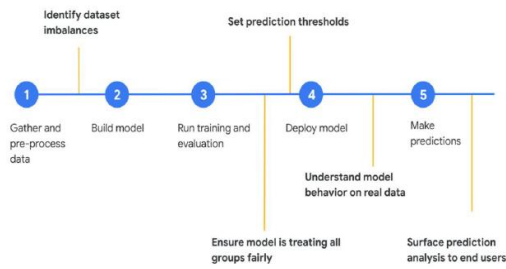 Identify dataset
imbalances
Set prediction thresholds
1
2
3
4
5
Gather and
pre-process
data
Build model
Run training and
evaluation
Deploy model
Make
predictions
Understand model
behavior on real data
Ensure model is treating all
groups fairly
Surface prediction
analysis to end users